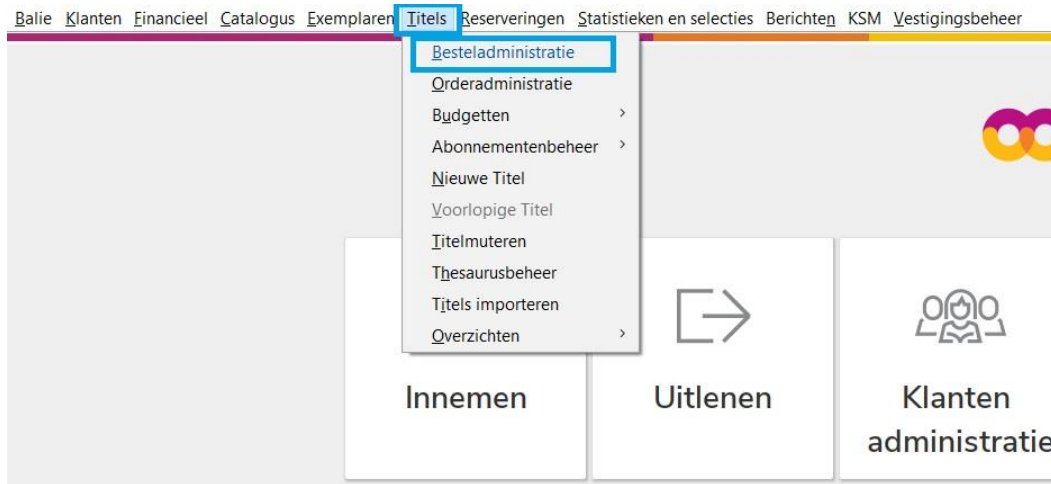 Balie Klanten Financieel Catalogus Exemplaren Titels Reserveringen Statistieken en selecties Berichten KSM Vestigingsbeheer
Besteladministratie
Orderadministratie
Budgetten
Abonnementenbeheer
Nieuwe Titel
Voorlopige Titel
Titelmuteren
Thesaurusbeheer
Titels importeren
Overzichten
Innemen
Uitlenen
Klanten
administratie